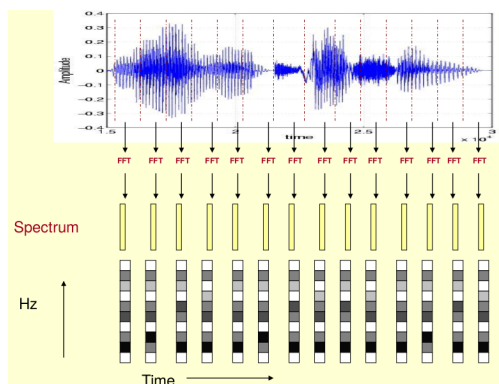 0.4
0.3
0.2
0.1
0
−0.1
−0.2
−0.3
−0.4
Amplitude
1.5 2 2.5 3
time
x 10⁴
FFT FFT FFT FFT FFT FFT FFT FFT FFT FFT FFT FFT FFT FFT
Spectrum
Hz
Time